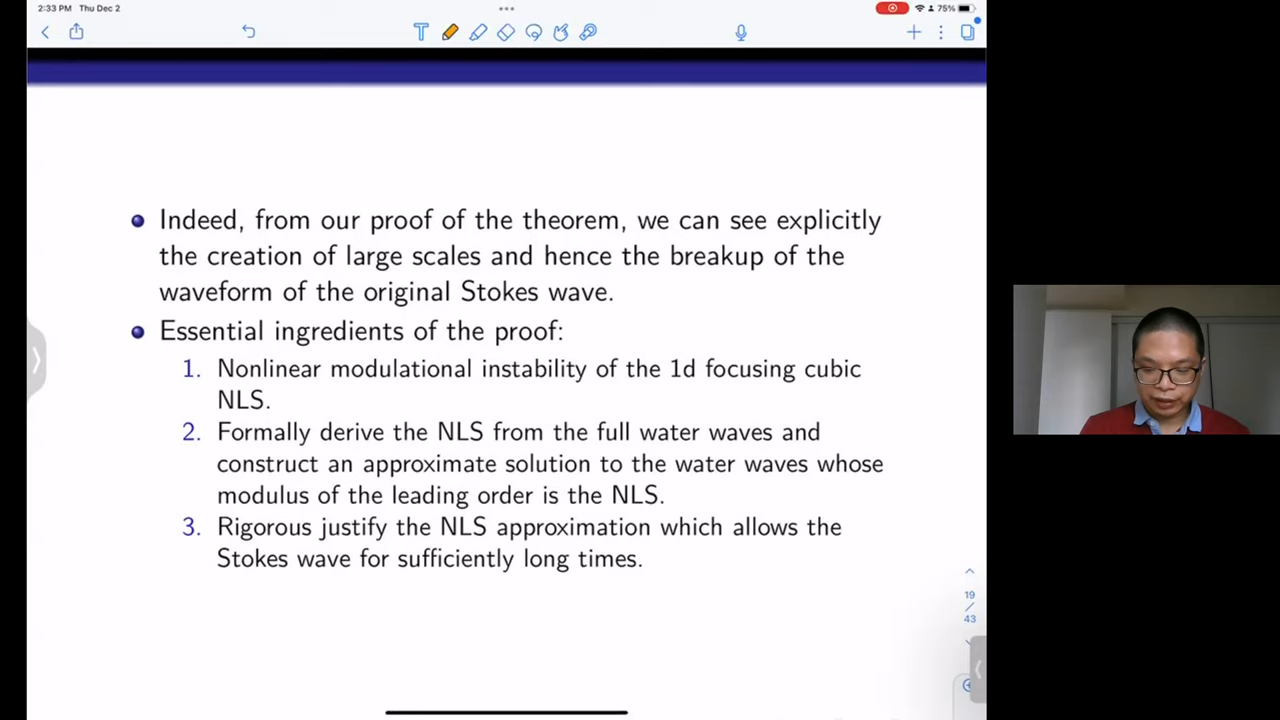 2:33 PM Thu Dec 2
75%
Indeed, from our proof of the theorem, we can see explicitly
the creation of large scales and hence the breakup of the
waveform of the original Stokes wave.
Essential ingredients of the proof:
1. Nonlinear modulational instability of the 1d focusing cubic
NLS.
2. Formally derive the NLS from the full water waves and
construct an approximate solution to the water waves whose
modulus of the leading order is the NLS.
3. Rigorous justify the NLS approximation which allows the
Stokes wave for sufficiently long times.
19
/
43